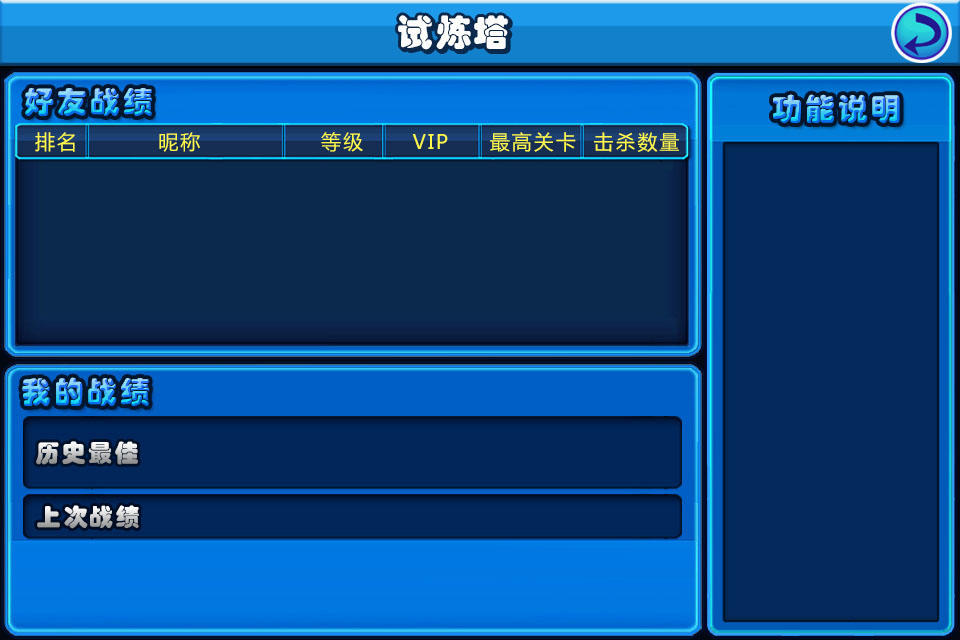 试炼塔
好友战绩
排名 昵称 等级 VIP 最高关卡 击杀数量
我的战绩
历史最佳
上次战绩
功能说明